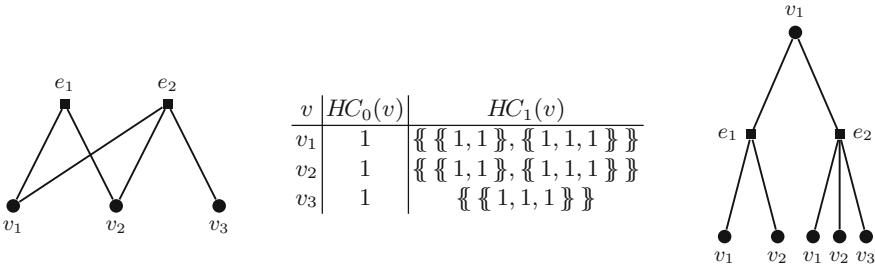 e₁ e₂
v₁ v₂ v₃
v HC₀(v) HC₁(v)
v₁ 1 {{ {{ 1, 1 }}, {{ 1, 1, 1 }} }}
v₂ 1 {{ {{ 1, 1 }}, {{ 1, 1, 1 }} }}
v₃ 1 {{ {{ 1, 1, 1 }} }}
v₁
e₁ e₂
v₁ v₂ v₁ v₂ v₃